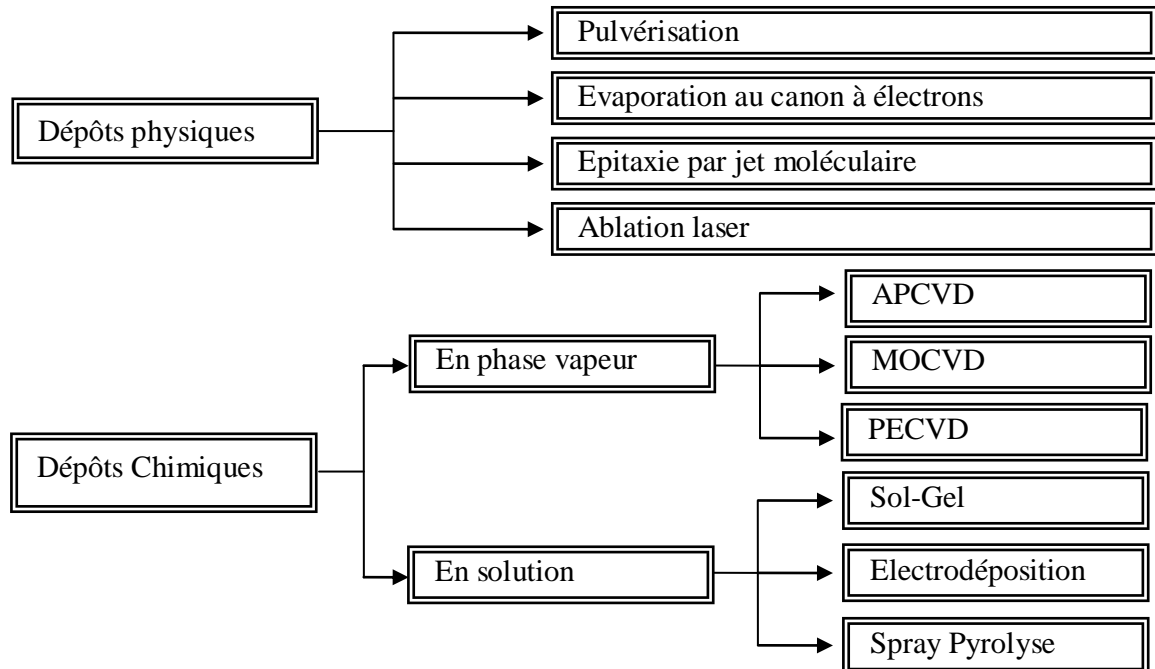 Dépôts physiques
Pulvérisation
Evaporation au canon à électrons
Epitaxie par jet moléculaire
Ablation laser
Dépôts Chimiques
En phase vapeur
APCVD
MOCVD
PECVD
En solution
Sol-Gel
Electrodéposition
Spray Pyrolyse